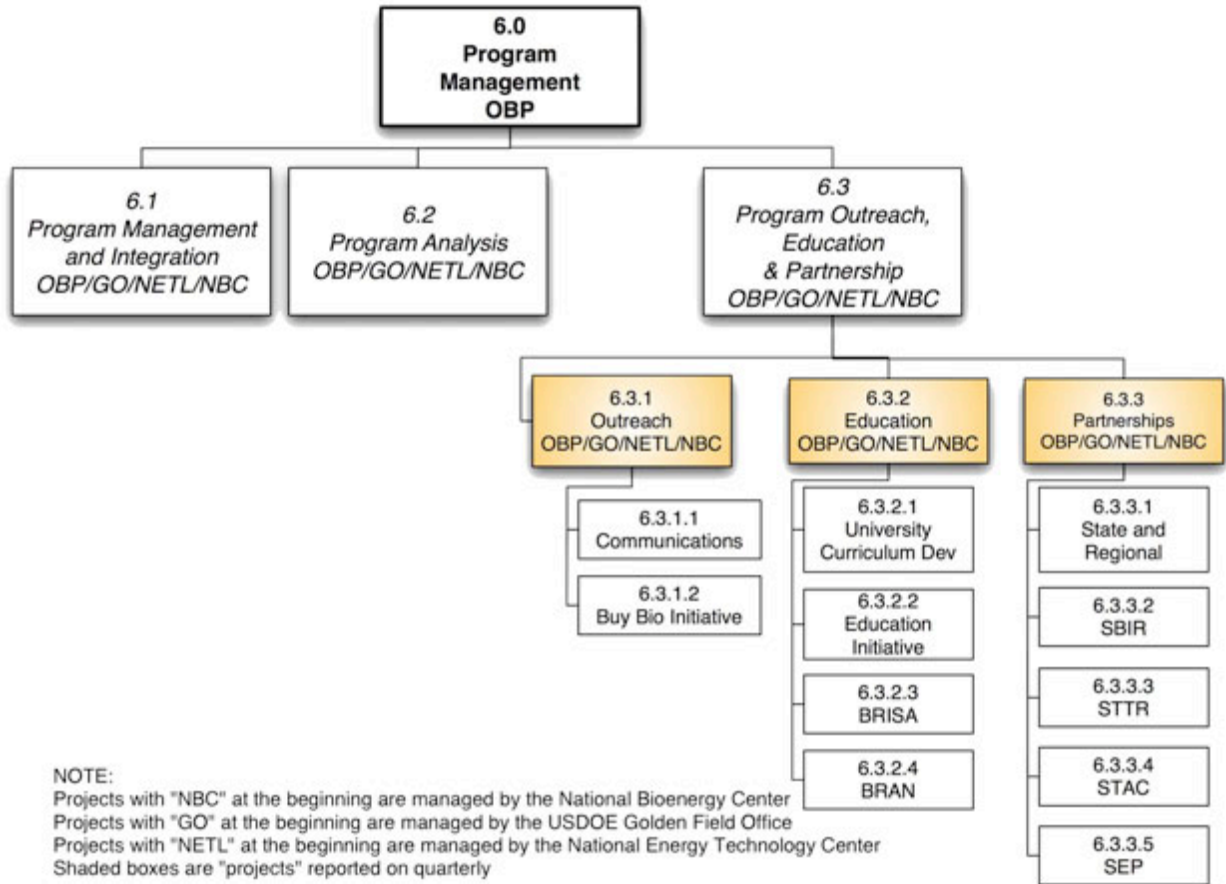 6.0
Program
Management
OBP
6.1
Program Management
and Integration
OBP/GO/NETL/NBC
6.2
Program Analysis
OBP/GO/NETL/NBC
6.3
Program Outreach,
Education
& Partnership
OBP/GO/NETL/NBC
6.3.1
Outreach
OBP/GO/NETL/NBC
6.3.2
Education
OBP/GO/NETL/NBC
6.3.3
Partnerships
OBP/GO/NETL/NBC
6.3.1.1
Communications
6.3.1.2
Buy Bio Initiative
6.3.2.1
University
Curriculum Dev
6.3.2.2
Education
Initiative
6.3.2.3
BRISA
6.3.2.4
BRAN
6.3.3.1
State and
Regional
6.3.3.2
SBIR
6.3.3.3
STTR
6.3.3.4
STAC
6.3.3.5
SEP
NOTE:
Projects with "NBC" at the beginning are managed by the National Bioenergy Center
Projects with "GO" at the beginning are managed by the USDOE Golden Field Office
Projects with "NETL" at the beginning are managed by the National Energy Technology Center
Shaded boxes are "projects" reported on quarterly